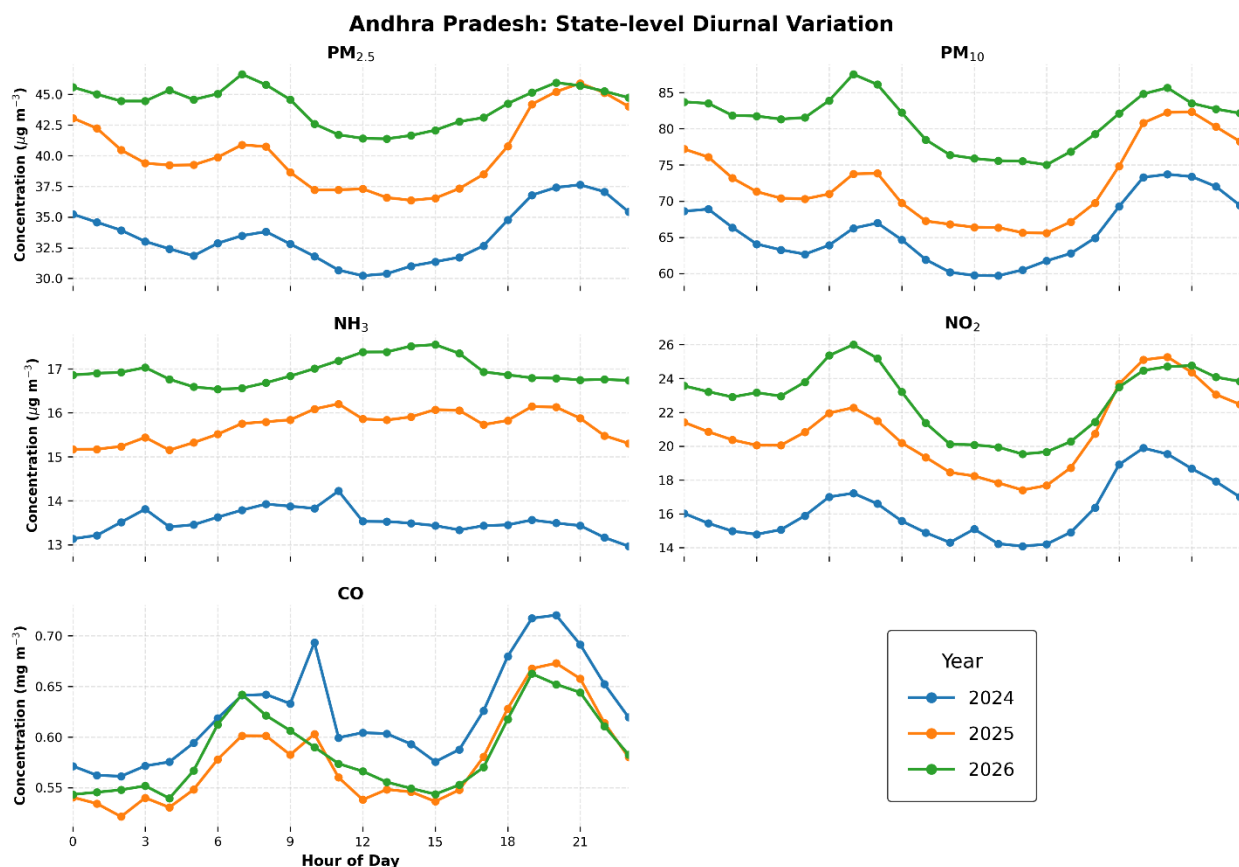 Andhra Pradesh: State-level Diurnal Variation
PM2.5
PM10
Concentration (μg m−3)
45.0
42.5
40.0
37.5
35.0
32.5
30.0
85
80
75
70
65
60
NH3
NO2
Concentration (μg m−3)
17
16
15
14
13
26
24
22
20
18
16
14
CO
Concentration (mg m−3)
0.70
0.65
0.60
0.55
0 3 6 9 12 15 18 21
Hour of Day
Year
2024
2025
2026